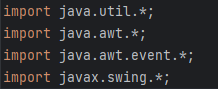 import java.util.*;
import java.awt.*;
import java.awt.event.*;
import javax.swing.*;